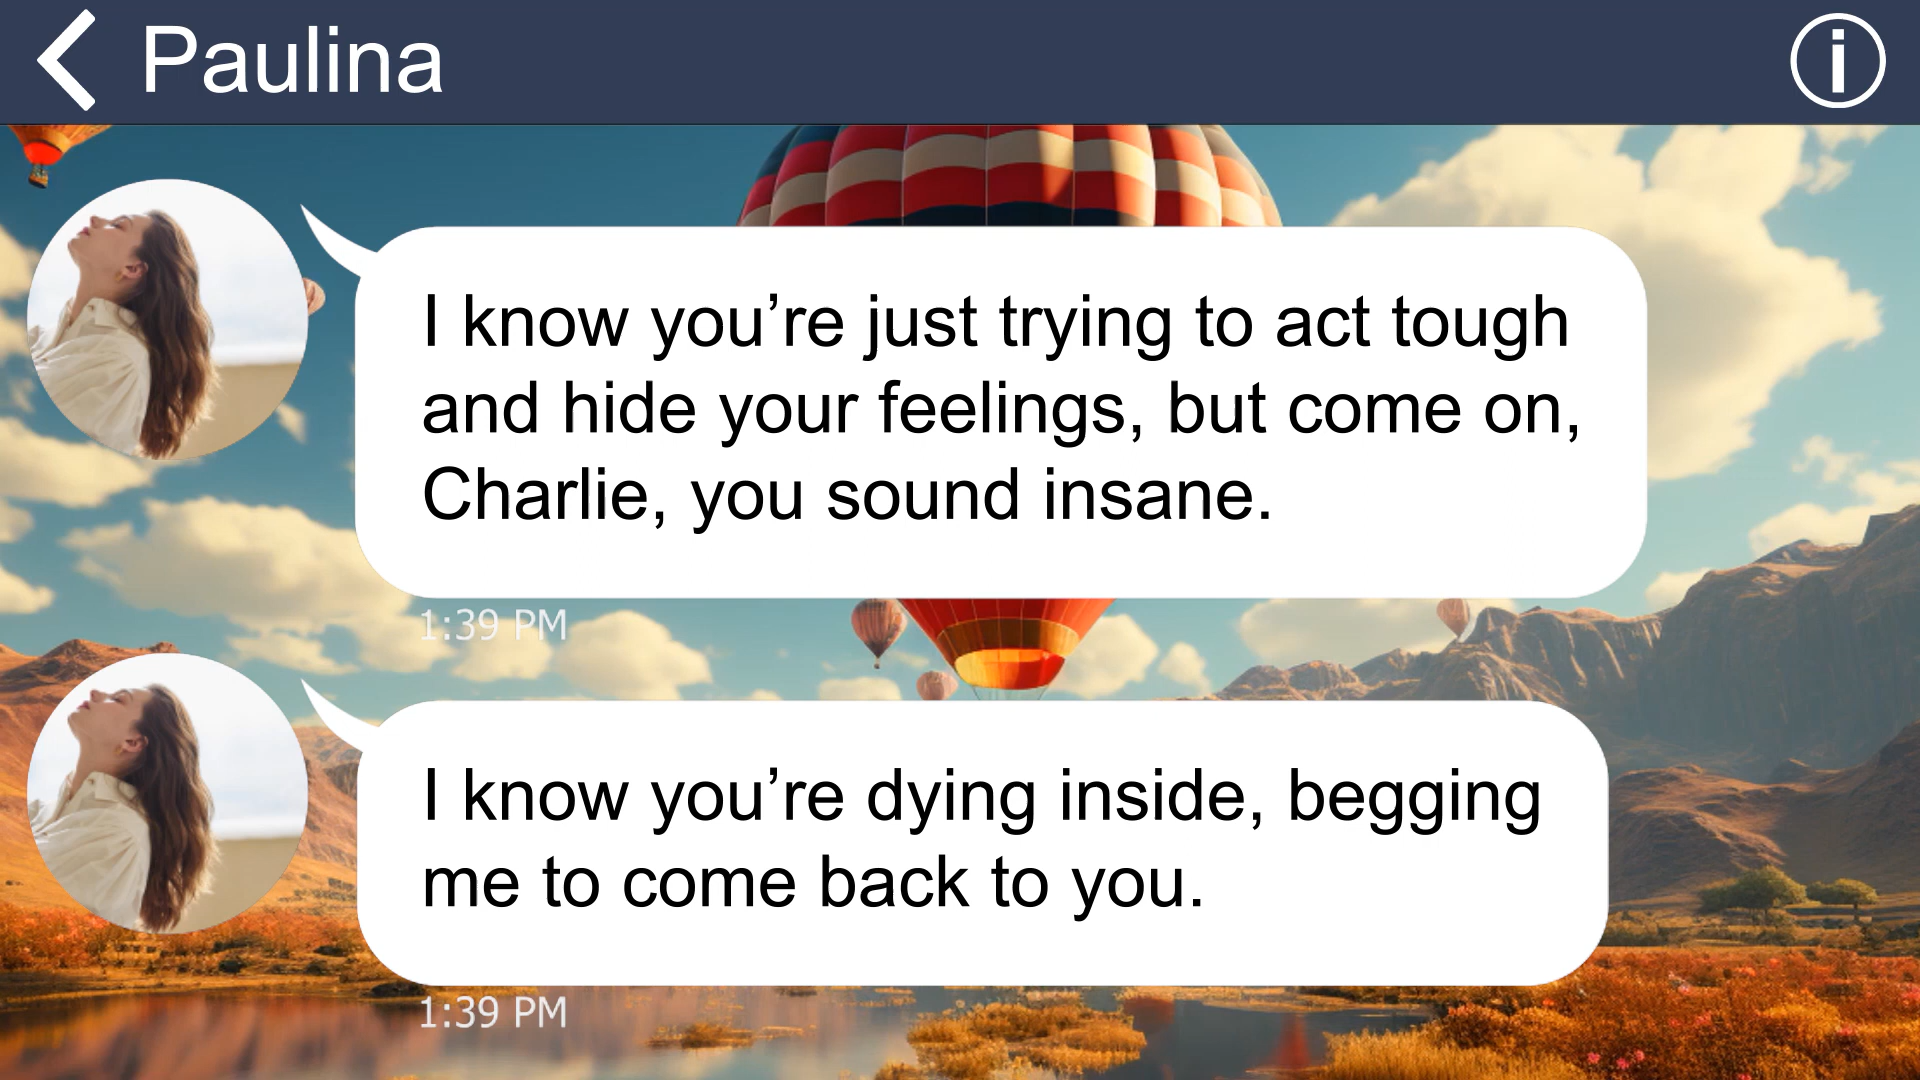 Paulina
I know you’re just trying to act tough
and hide your feelings, but come on,
Charlie, you sound insane.
1:39 PM
I know you’re dying inside, begging
me to come back to you.
1:39 PM